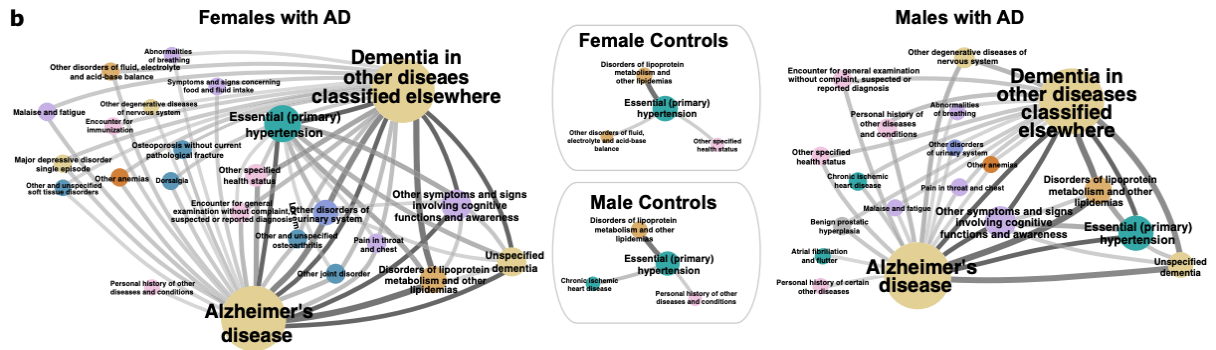 b
Females with AD
Abnormalities
of breathing
Other disorders of fluid, electrolyte
and acid-base balance
Symptoms and signs concerning
food and fluid intake
Malaise and fatigue
Other degenerative diseases
of nervous system
Encounter for
immunization
Dementia in
other diseaes
classified elsewhere
Essential (primary)
hypertension
Osteoporosis without current
pathological fracture
Major depressive disorder
single episode
Other anemias
Dorsalgia
Other and unspecified
soft tissue disorders
Other specified
health status
Encounter for general
examination without complaint,
suspected or reported diagnosis
Other disorders of
urinary system
Other symptoms and signs
involving cognitive
functions and awareness
Other and unspecified
osteoarthritis
Pain in throat
and chest
Unspecified
dementia
Other joint disorder
Disorders of lipoprotein
metabolism and other
lipidemias
Personal history of other
diseases and conditions
Alzheimer's
disease
Female Controls
Disorders of lipoprotein
metabolism and
other lipidemias
Essential (primary)
hypertension
Other disorders of fluid,
electrolyte and acid-base
balance
Other specified
health status
Male Controls
Disorders of lipoprotein
metabolism and other
lipidemias
Essential (primary)
hypertension
Chronic ischemic
heart disease
Personal history of other
diseases and conditions
Males with AD
Other degenerative diseases of
nervous system
Encounter for general examination
without complaint, suspected or
reported diagnosis
Dementia in
other diseases
classified
elsewhere
Abnormalities
of breathing
Personal history of
other diseases
and conditions
Other disorders
of urinary system
Other specified
health status
Other anemias
Chronic ischemic
heart disease
Pain in throat and chest
Disorders of lipoprotein
metabolism and other
lipidemias
Malaise and fatigue
Other symptoms and signs
involving cognitive
functions and awareness
Benign prostatic
hyperplasia
Essential (primary)
hypertension
Atrial fibrillation
and flutter
Alzheimer's
disease
Unspecified
dementia
Personal history of certain
other diseases